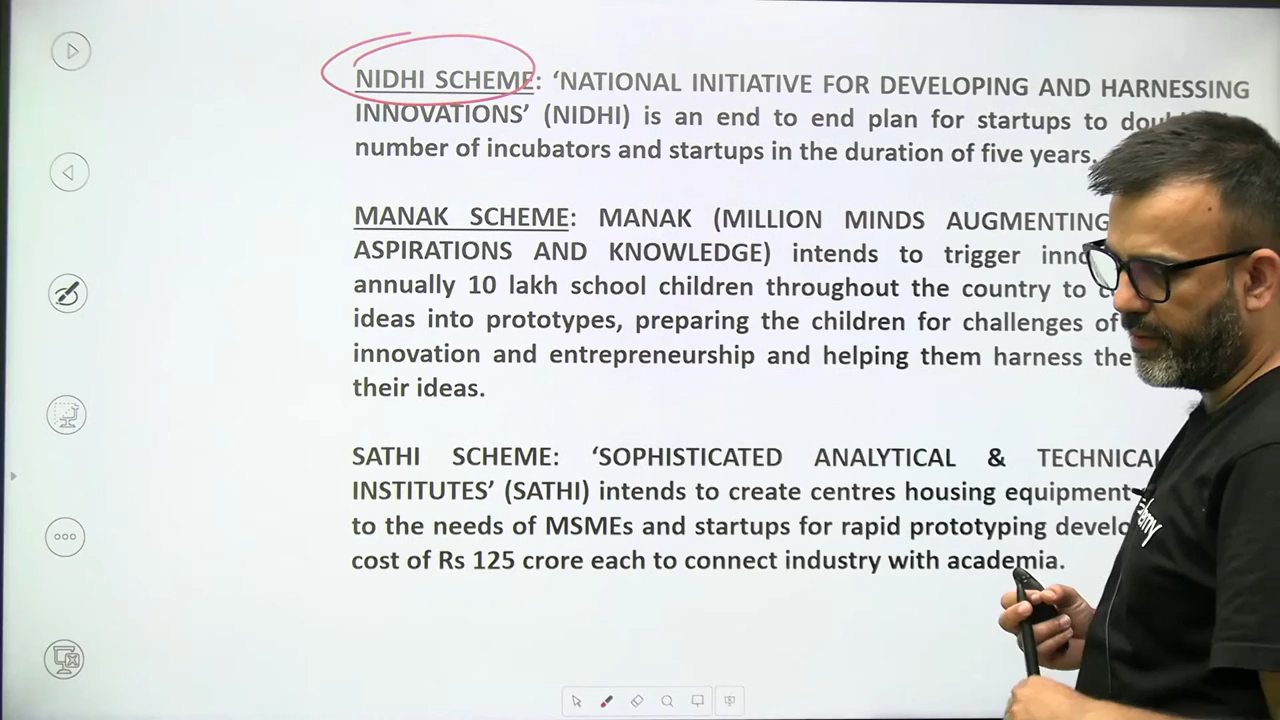 NIDHI SCHEME: ‘NATIONAL INITIATIVE FOR DEVELOPING AND HARNESSING
INNOVATIONS’ (NIDHI) is an end to end plan for startups to
number of incubators and startups in the duration of five years.
MANAK SCHEME: MANAK (MILLION MINDS AUGMENTING
ASPIRATIONS AND KNOWLEDGE) intends to trigger
annually 10 lakh school children throughout the country to
ideas into prototypes, preparing the children for challenges of
innovation and entrepreneurship and helping them harness the
their ideas.
SATHI SCHEME: ‘SOPHISTICATED ANALYTICAL & TECHNICAL
INSTITUTES’ (SATHI) intends to create centres housing equipment
to the needs of MSMEs and startups for rapid prototyping
cost of Rs 125 crore each to connect industry with academia.